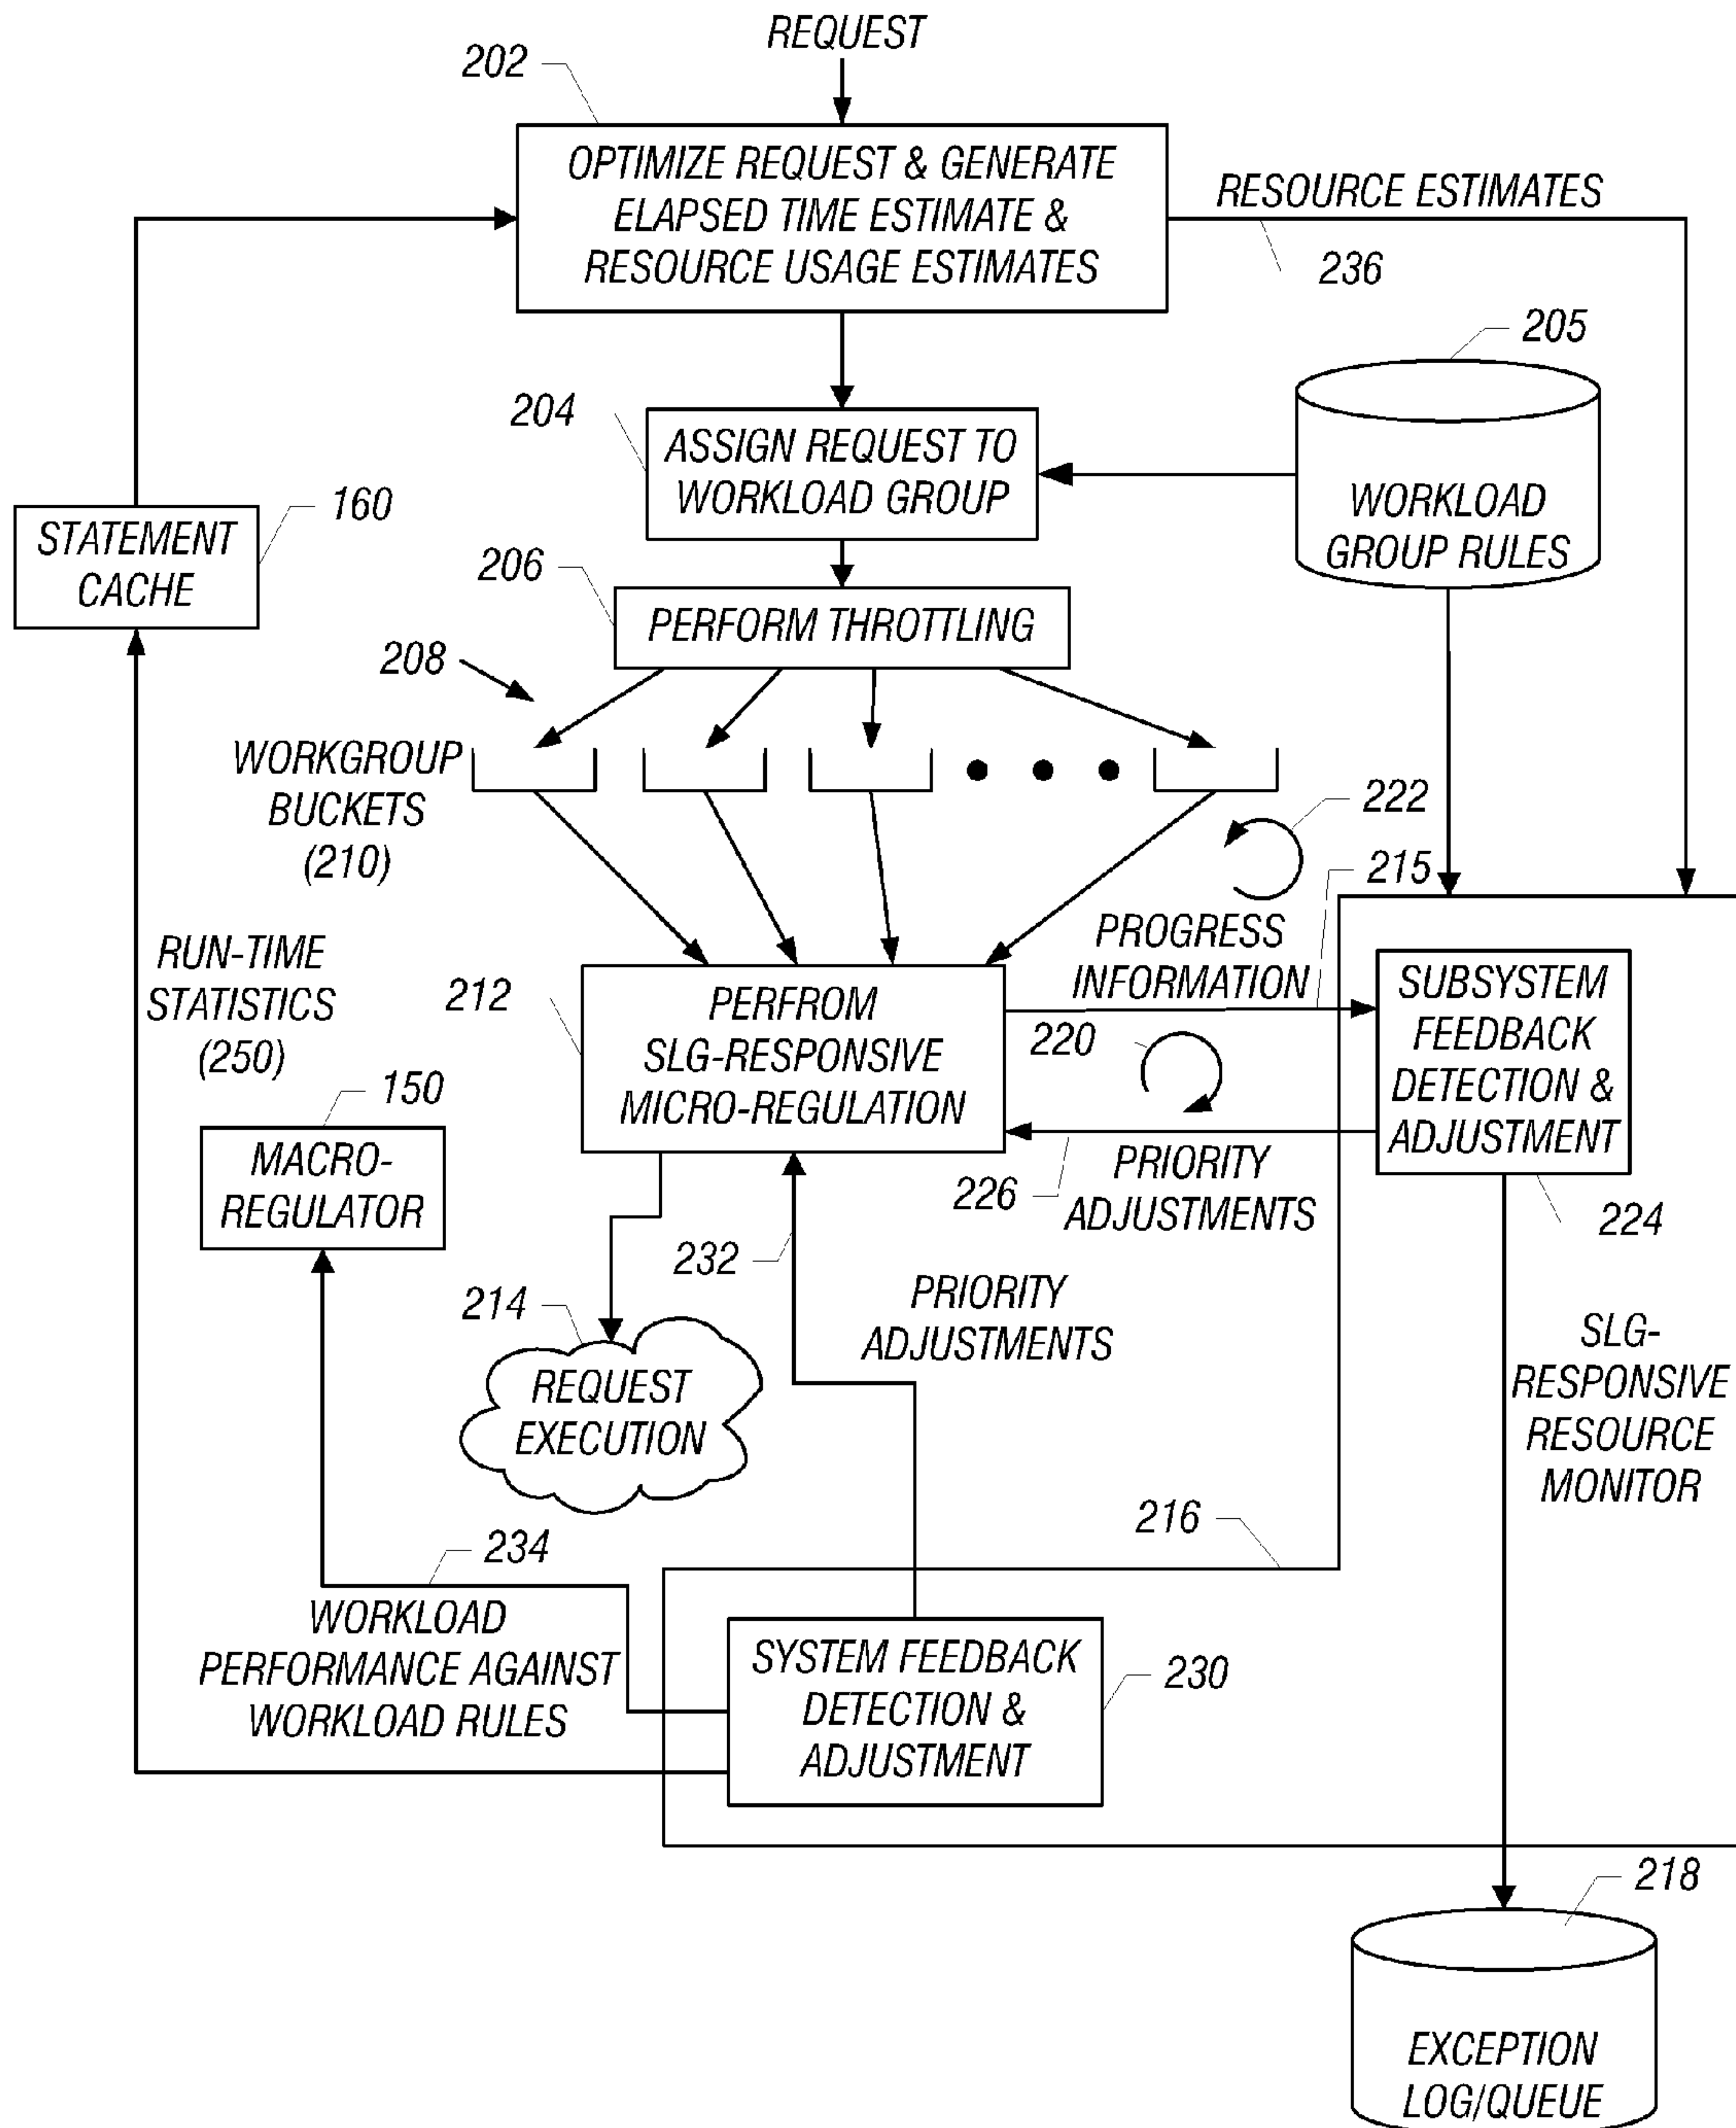 REQUEST
202
OPTIMIZE REQUEST & GENERATE
ELAPSED TIME ESTIMATE &
RESOURCE USAGE ESTIMATES
RESOURCE ESTIMATES
236
205
204
ASSIGN REQUEST TO
WORKLOAD GROUP
WORKLOAD
GROUP RULES
160
STATEMENT
CACHE
206
PERFORM THROTTLING
208
WORKGROUP
BUCKETS
(210)
222
215
RUN-TIME
STATISTICS
(250)
212
PERFROM
SLG-RESPONSIVE
MICRO-REGULATION
PROGRESS
INFORMATION
220
SUBSYSTEM
FEEDBACK
DETECTION &
ADJUSTMENT
224
226
PRIORITY
ADJUSTMENTS
150
MACRO-
REGULATOR
232
PRIORITY
ADJUSTMENTS
214
REQUEST
EXECUTION
SLG-
RESPONSIVE
RESOURCE
MONITOR
216
234
WORKLOAD
PERFORMANCE AGAINST
WORKLOAD RULES
SYSTEM FEEDBACK
DETECTION &
ADJUSTMENT
230
218
EXCEPTION
LOG/QUEUE